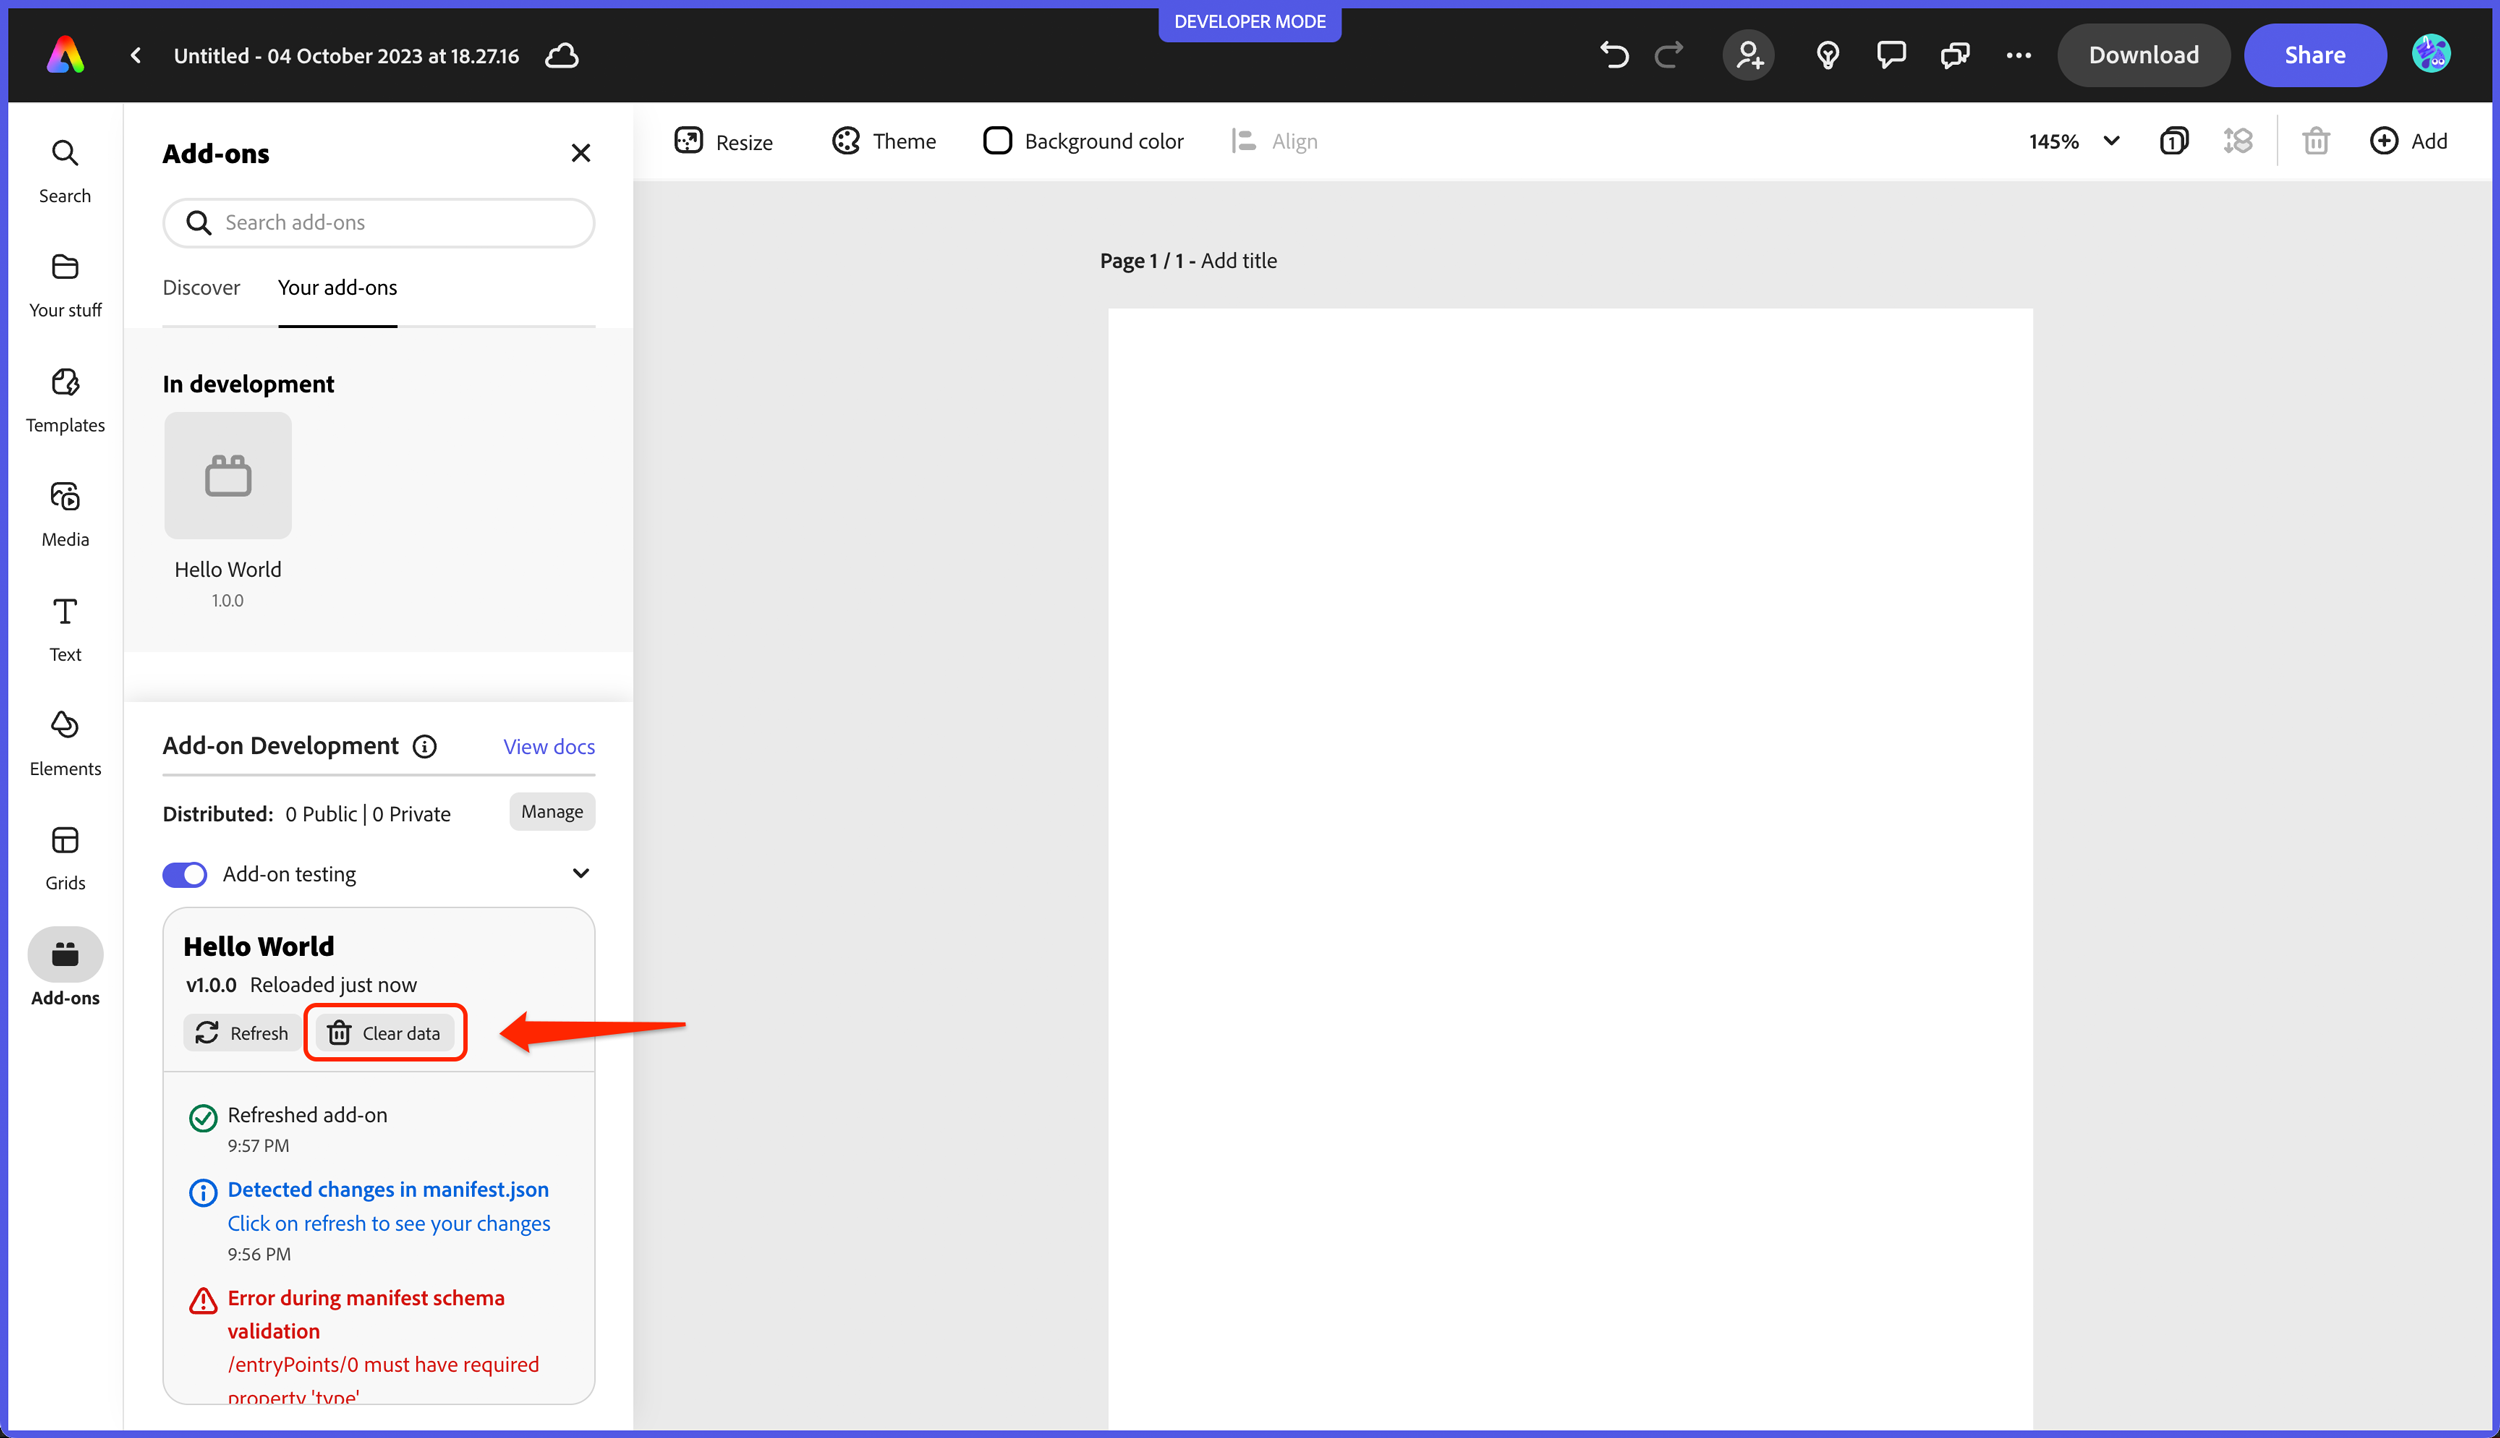 DEVELOPER MODE
Untitled - 04 October 2023 at 18.27.16
Download
Share
Search
Your stuff
Templates
Media
Text
Elements
Grids
Add-ons
Add-ons
Search add-ons
Discover
Your add-ons
In development
Hello World
1.0.0
Add-on Development
View docs
Distributed: 0 Public | 0 Private
Manage
Add-on testing
Hello World
v1.0.0 Reloaded just now
Refresh
Clear data
Refreshed add-on
9:57 PM
Detected changes in manifest.json
Click on refresh to see your changes
9:56 PM
Error during manifest schema
validation
/entryPoints/0 must have required
property 'type'
Resize
Theme
Background color
Align
145%
1
Add
Page 1 / 1 - Add title